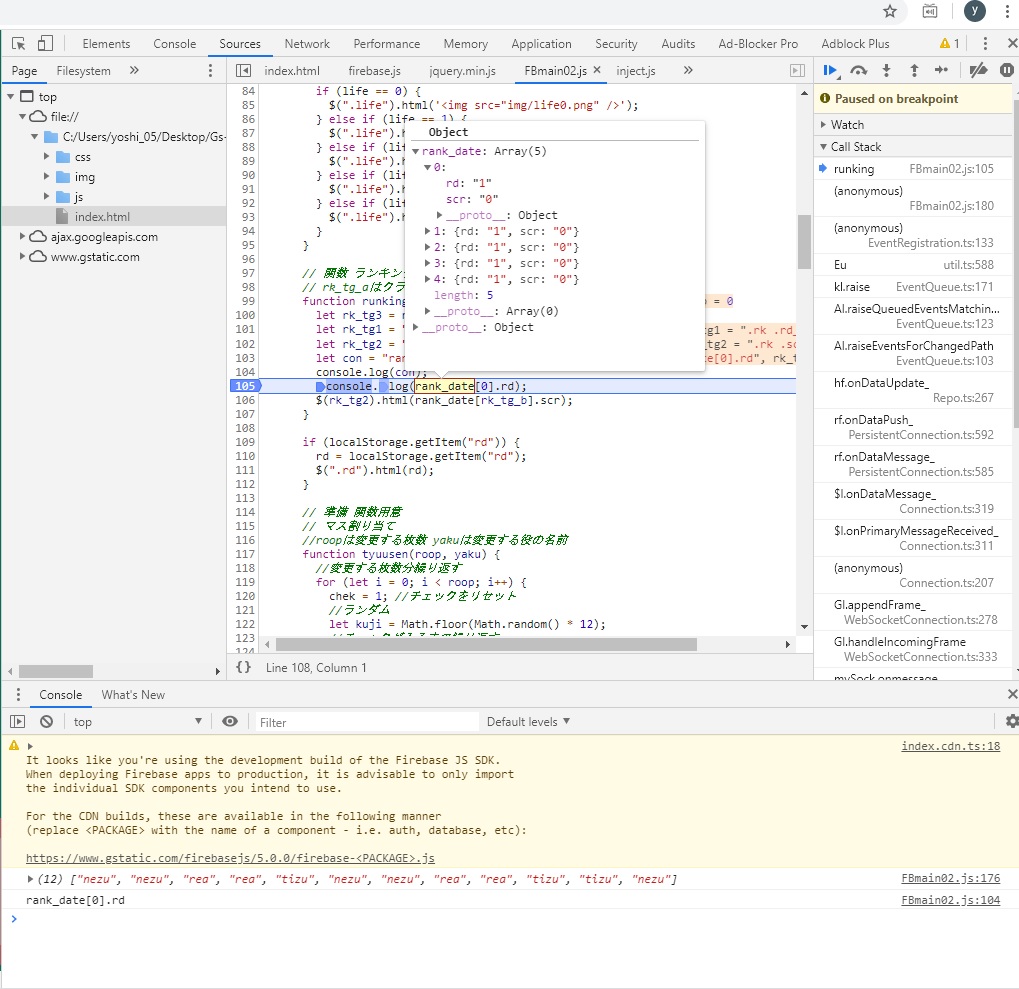 y
Elements Console Sources Network Performance Memory Application Security Audits Ad-Blocker Pro Adblock Plus 1
Page Filesystem »
index.html firebase.js jquery.min.js FBmain02.js × inject.js »
top
file://
C:/Users/yoshi_05/Desktop/Gs-
css
img
js
index.html
ajax.googleapis.com
www.gstatic.com
84 if (life == 0) {
85 $(".life").html('<img src="img/life0.png" />');
86 } else if (life == 1) {
87 $(".life").h
88 } else if (lif
89 $(".life").h
90 } else if (lif
91 $(".life").h
92 } else if (lif
93 $(".life").h
94 }
95 }
96
97 // 関数 ランキン
98 // rk_tg_aはクラ
99 function runking = 0
100 let rk_tg3 = r
101 let rk_tg1 = " tg1 = ".rk .rd_
102 let rk_tg2 = " _tg2 = ".rk .sc
103 let con = "ran te[0].rd", rk_t
104 console.log(con);
105 console.log(rank_date[0].rd);
106 $(rk_tg2).html(rank_date[rk_tg_b].scr);
107 }
108
109 if (localStorage.getItem("rd")) {
110 rd = localStorage.getItem("rd");
111 $(".rd").html(rd);
112 }
113
114 // 準備 関数用意
115 // マス割り当て
116 //roopは変更する枚数 yakuは変更する役の名前
117 function tyuusen(roop, yaku) {
118 //変更する枚数分繰り返す
119 for (let i = 0; i < roop; i++) {
120 chek = 1; //チェックをリセット
121 //ランダム
122 let kuji = Math.floor(Math.random() * 12);
123
Object
rank_date: Array(5)
0:
rd: "1"
scr: "0"
__proto__: Object
1: {rd: "1", scr: "0"}
2: {rd: "1", scr: "0"}
3: {rd: "1", scr: "0"}
4: {rd: "1", scr: "0"}
length: 5
__proto__: Array(0)
__proto__: Object
{} Line 108, Column 1
Paused on breakpoint
Watch
Call Stack
runking FBmain02.js:105
(anonymous)
FBmain02.js:180
(anonymous)
EventRegistration.ts:133
Eu util.ts:588
kl.raise EventQueue.ts:171
Al.raiseQueuedEventsMatchin...
EventQueue.ts:123
Al.raiseEventsForChangedPath
EventQueue.ts:103
hf.onDataUpdate_
Repo.ts:267
rf.onDataPush_
PersistentConnection.ts:592
rf.onDataMessage_
PersistentConnection.ts:585
$l.onDataMessage_
Connection.ts:319
$l.onPrimaryMessageReceived_
Connection.ts:311
(anonymous)
Connection.ts:207
Gl.appendFrame_
WebSocketConnection.ts:278
Gl.handleIncomingFrame
WebSocketConnection.ts:333
mySock.onmessage
Console What's New ×
top Filter Default levels
index.cdn.ts:18
It looks like you're using the development build of the Firebase JS SDK.
When deploying Firebase apps to production, it is advisable to only import
the individual SDK components you intend to use.
For the CDN builds, these are available in the following manner
(replace <PACKAGE> with the name of a component - i.e. auth, database, etc):
https://www.gstatic.com/firebasejs/5.0.0/firebase-<PACKAGE>.js
(12) ["nezu", "nezu", "rea", "rea", "tizu", "nezu", "nezu", "rea", "rea", "tizu", "tizu", "nezu"] FBmain02.js:176
rank_date[0].rd FBmain02.js:104